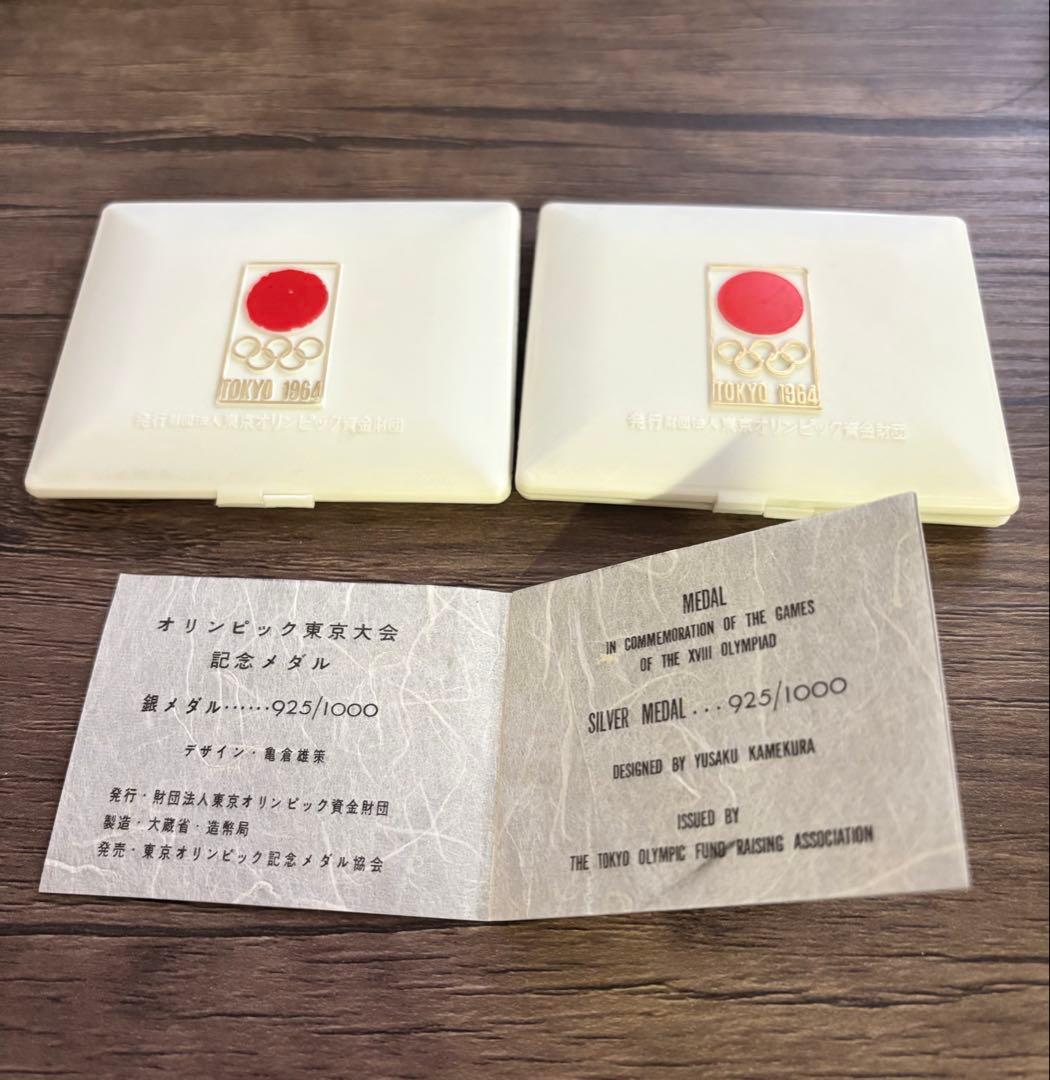 TOKYO 1964
発行財団法人東京オリンピック資金財団
TOKYO 1964
発行財団法人東京オリンピック資金財団
オリンピック東京大会
記念メダル
銀メダル……925/1000
デザイン・亀倉雄策
発行・財団法人東京オリンピック資金財団
製造・大蔵省・造幣局
発売・東京オリンピック記念メダル協会
MEDAL
IN COMMEMORATION OF THE GAMES
OF THE XVIII OLYMPIAD
SILVER MEDAL...925/1000
DESIGNED BY YUSAKU KAMEKURA
ISSUED BY
THE TOKYO OLYMPIC FUND RAISING ASSOCIATION